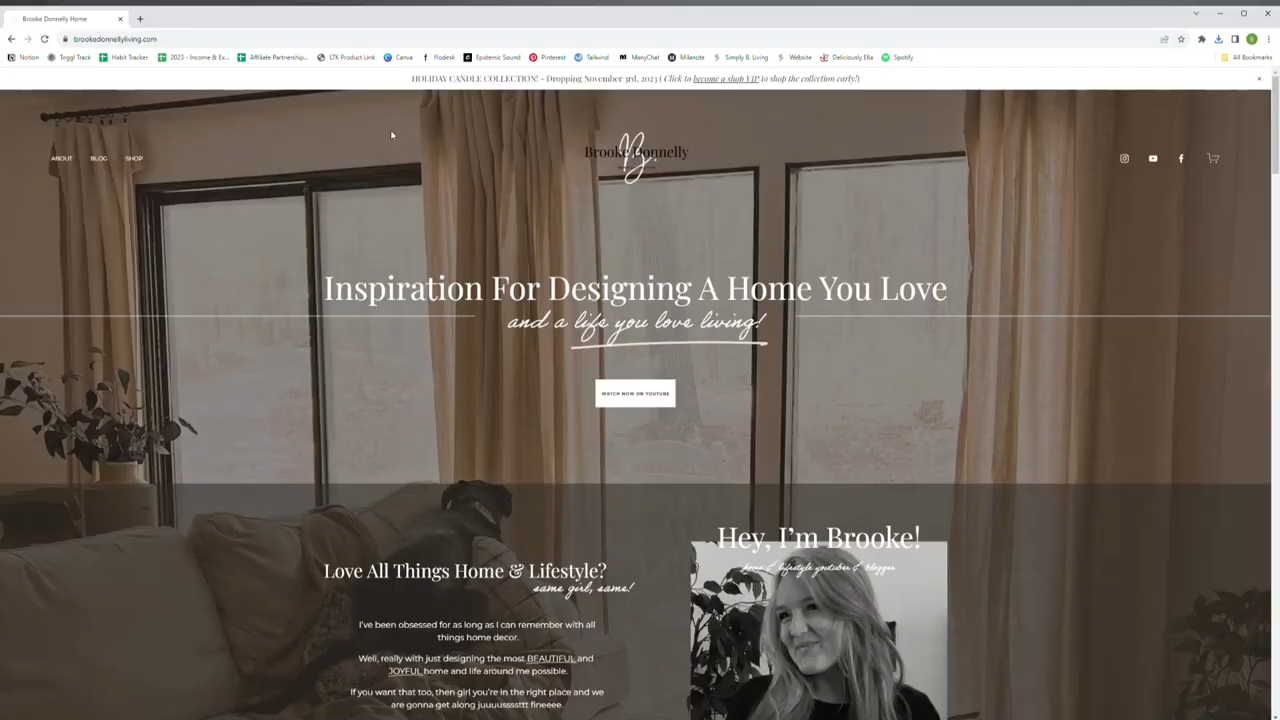 Brooke Donnelly Home
brookedonnellyliving.com
Notion
Toggl Track
Habit Tracker
2023 - Income & Ex...
Affiliate Partnership...
LTK Product Link
Canva
Flodesk
Epidemic Sound
Pinterest
Tailwind
ManyChat
Milanote
Simply B. Living
Website
Deliciously Ella
Spotify
All Bookmarks
HOLIDAY CANDLE COLLECTION! - Dropping November 3rd, 2023 ( Click to become a shop VIP to shop the collection early!)
ABOUT
BLOG
SHOP
B.
Brooke Donnelly
Inspiration For Designing A Home You Love
and a life you love living!
WATCH NOW ON YOUTUBE
Love All Things Home & Lifestyle?
same girl, same!
I've been obsessed for as long as I can remember with all
things home decor.
Well, really with just designing the most BEAUTIFUL and
JOYFUL home and life around me possible.
If you want that too, then girl you're in the right place and we
are gonna get along juuuusssttt fineeee.
Hey, I'm Brooke!
home & lifestyle youtuber & blogger